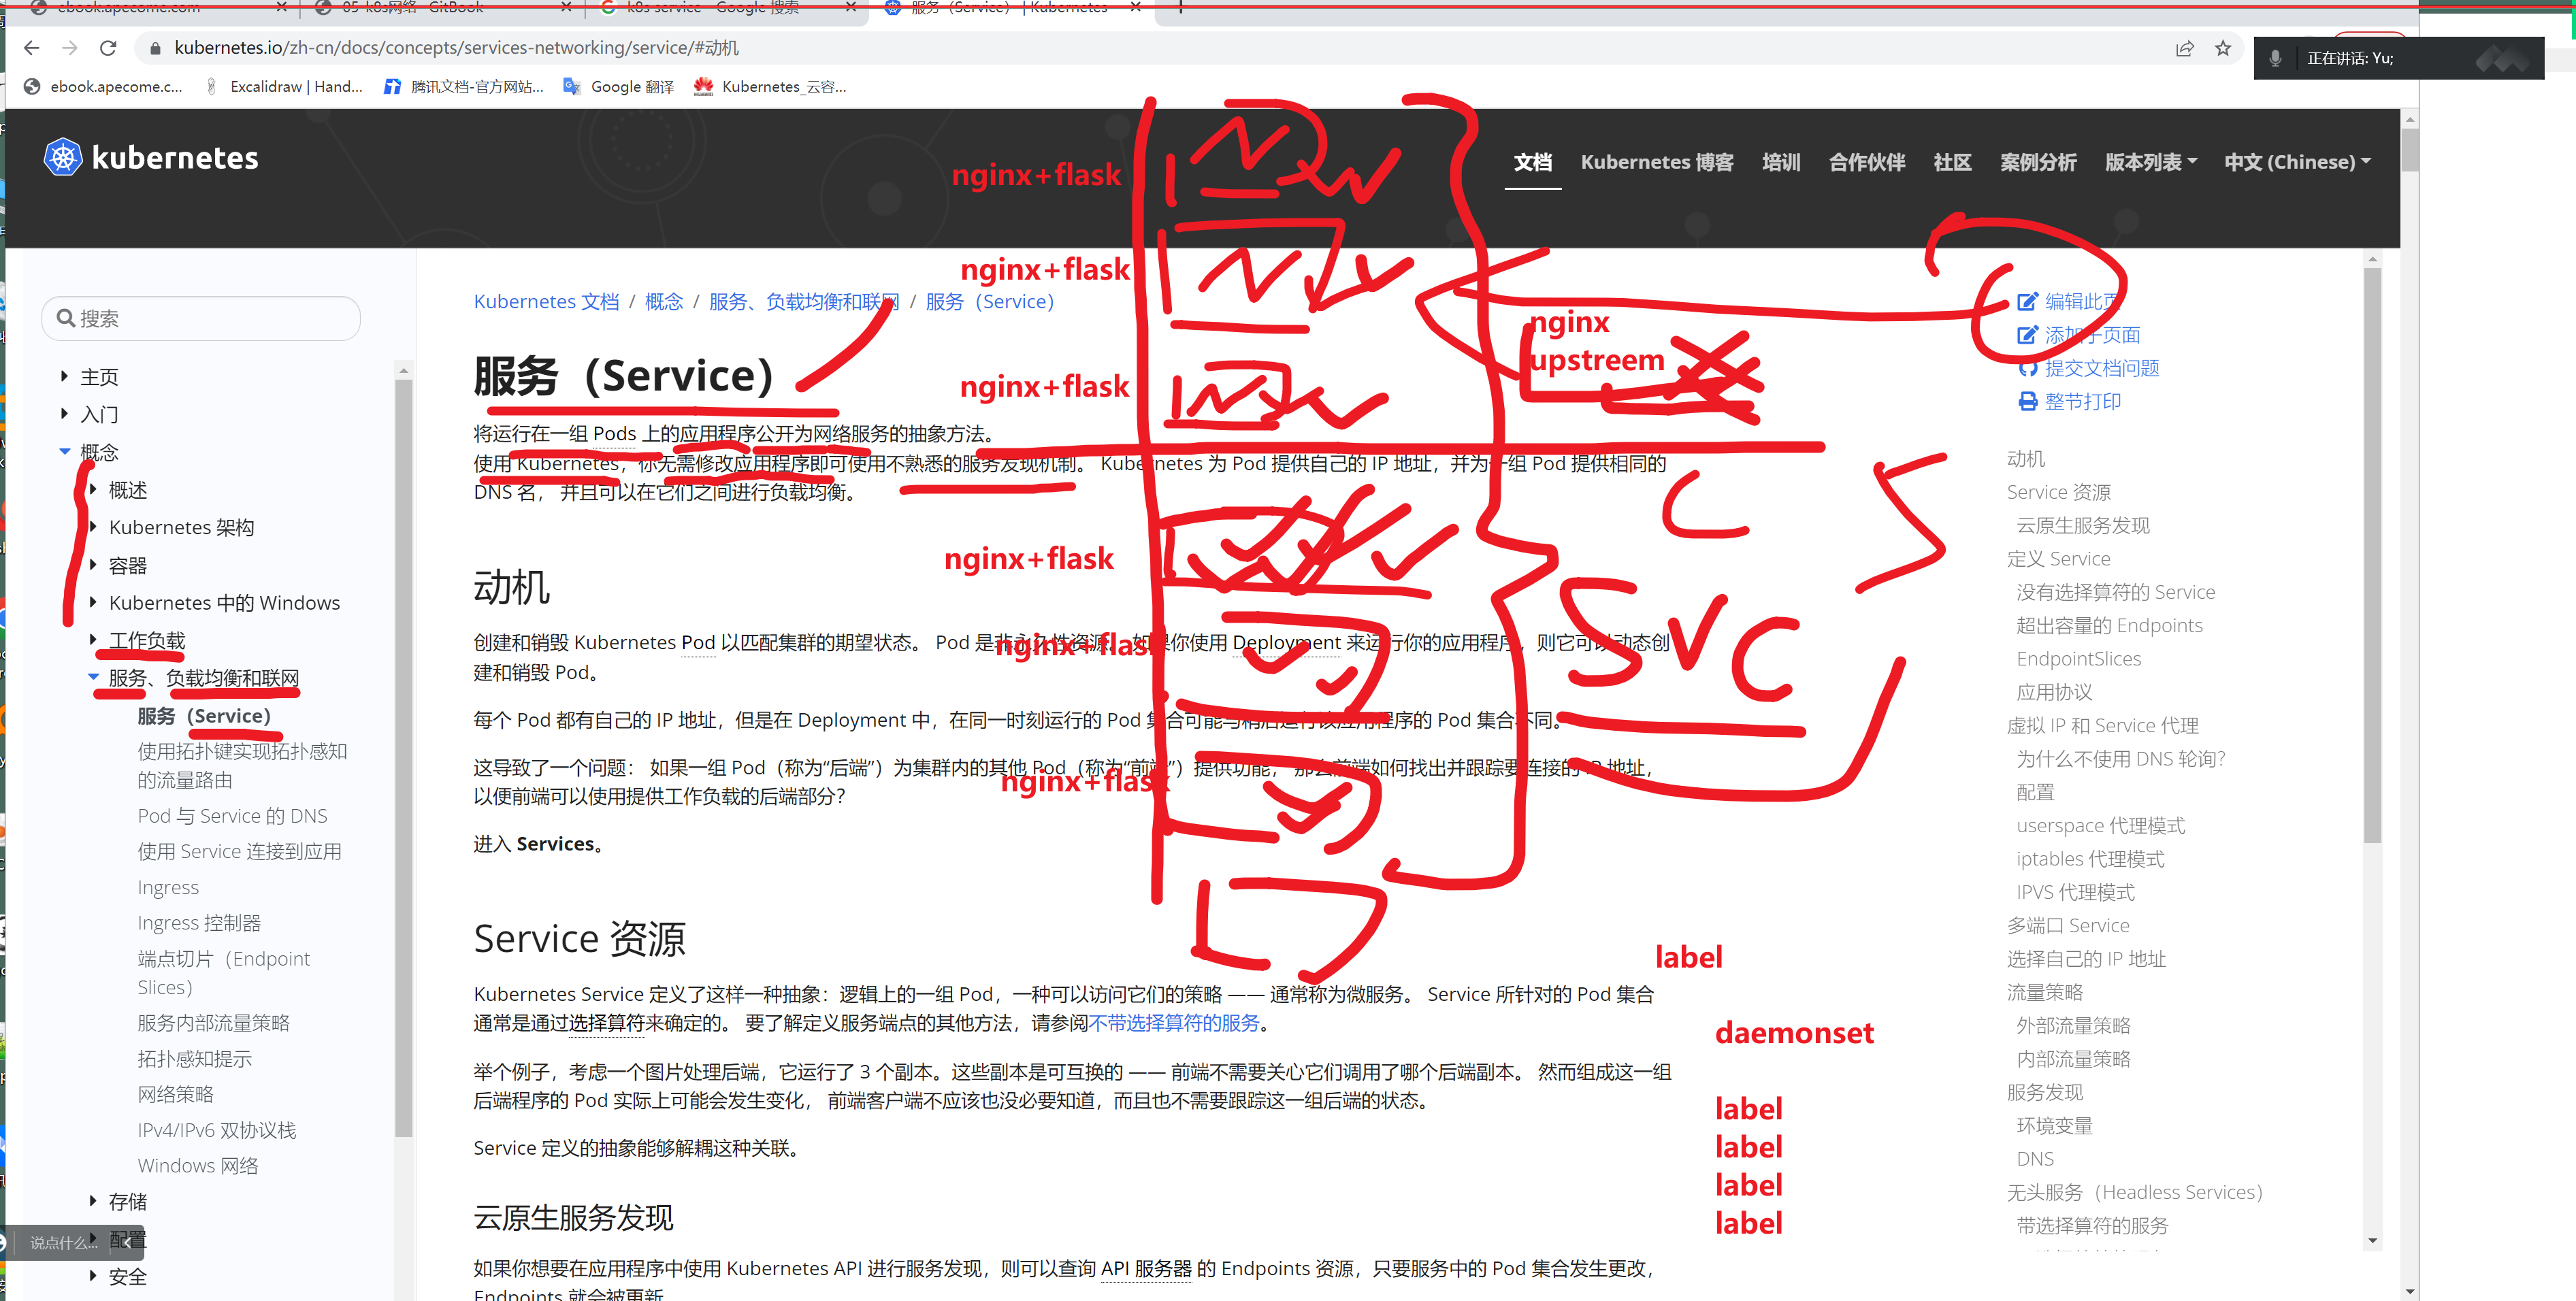 ebook.apecome.com
05-k8s网络 - GitBook
k8s service - Google 搜索
服务（Service） | Kubernetes
kubernetes.io/zh-cn/docs/concepts/services-networking/service/#动机
正在讲话: Yu;
ebook.apecome.c...
Excalidraw | Hand...
腾讯文档-官方网站...
Google 翻译
Kubernetes_云容...
kubernetes
文档
Kubernetes 博客
培训
合作伙伴
社区
案例分析
版本列表
中文 (Chinese)
搜索
主页
入门
概念
概述
Kubernetes 架构
容器
Kubernetes 中的 Windows
工作负载
服务、负载均衡和联网
服务（Service）
使用拓扑键实现拓扑感知
的流量路由
Pod 与 Service 的 DNS
使用 Service 连接到应用
Ingress
Ingress 控制器
端点切片（Endpoint
Slices）
服务内部流量策略
拓扑感知提示
网络策略
IPv4/IPv6 双协议栈
Windows 网络
存储
配置
安全
说点什么...
Kubernetes 文档 / 概念 / 服务、负载均衡和联网 / 服务（Service）
服务（Service）
将运行在一组 Pods 上的应用程序公开为网络服务的抽象方法。
使用 Kubernetes，你无需修改应用程序即可使用不熟悉的服务发现机制。 Kubernetes 为 Pod 提供自己的 IP 地址，并为一组 Pod 提供相同的
DNS 名， 并且可以在它们之间进行负载均衡。
动机
创建和销毁 Kubernetes Pod 以匹配集群的期望状态。 Pod 是非永久性资源。 如果你使用 Deployment 来运行你的应用程序，则它可以动态创
建和销毁 Pod。
每个 Pod 都有自己的 IP 地址，但是在 Deployment 中，在同一时刻运行的 Pod 集合可能与稍后运行该应用程序的 Pod 集合不同。
这导致了一个问题： 如果一组 Pod（称为“后端”）为集群内的其他 Pod（称为“前端”）提供功能， 那么前端如何找出并跟踪要连接的 IP 地址，
以便前端可以使用提供工作负载的后端部分？
进入 Services。
Service 资源
Kubernetes Service 定义了这样一种抽象：逻辑上的一组 Pod，一种可以访问它们的策略 —— 通常称为微服务。 Service 所针对的 Pod 集合
通常是通过选择算符来确定的。 要了解定义服务端点的其他方法，请参阅不带选择算符的服务。
举个例子，考虑一个图片处理后端，它运行了 3 个副本。这些副本是可互换的 —— 前端不需要关心它们调用了哪个后端副本。 然而组成这一组
后端程序的 Pod 实际上可能会发生变化， 前端客户端不应该也没必要知道，而且也不需要跟踪这一组后端的状态。
Service 定义的抽象能够解耦这种关联。
云原生服务发现
如果你想要在应用程序中使用 Kubernetes API 进行服务发现，则可以查询 API 服务器 的 Endpoints 资源，只要服务中的 Pod 集合发生更改，
Endpoints 就会被更新
编辑此页
添加子页面
提交文档问题
整节打印
动机
Service 资源
云原生服务发现
定义 Service
没有选择算符的 Service
超出容量的 Endpoints
EndpointSlices
应用协议
虚拟 IP 和 Service 代理
为什么不使用 DNS 轮询？
配置
userspace 代理模式
iptables 代理模式
IPVS 代理模式
多端口 Service
选择自己的 IP 地址
流量策略
外部流量策略
内部流量策略
服务发现
环境变量
DNS
无头服务（Headless Services）
带选择算符的服务
nginx+flask
nginx+flask
nginx+flask
nginx+flask
nginx+flask
nginx+flask
nginx
upstreem
C
SVC
label
daemonset
label
label
label
label